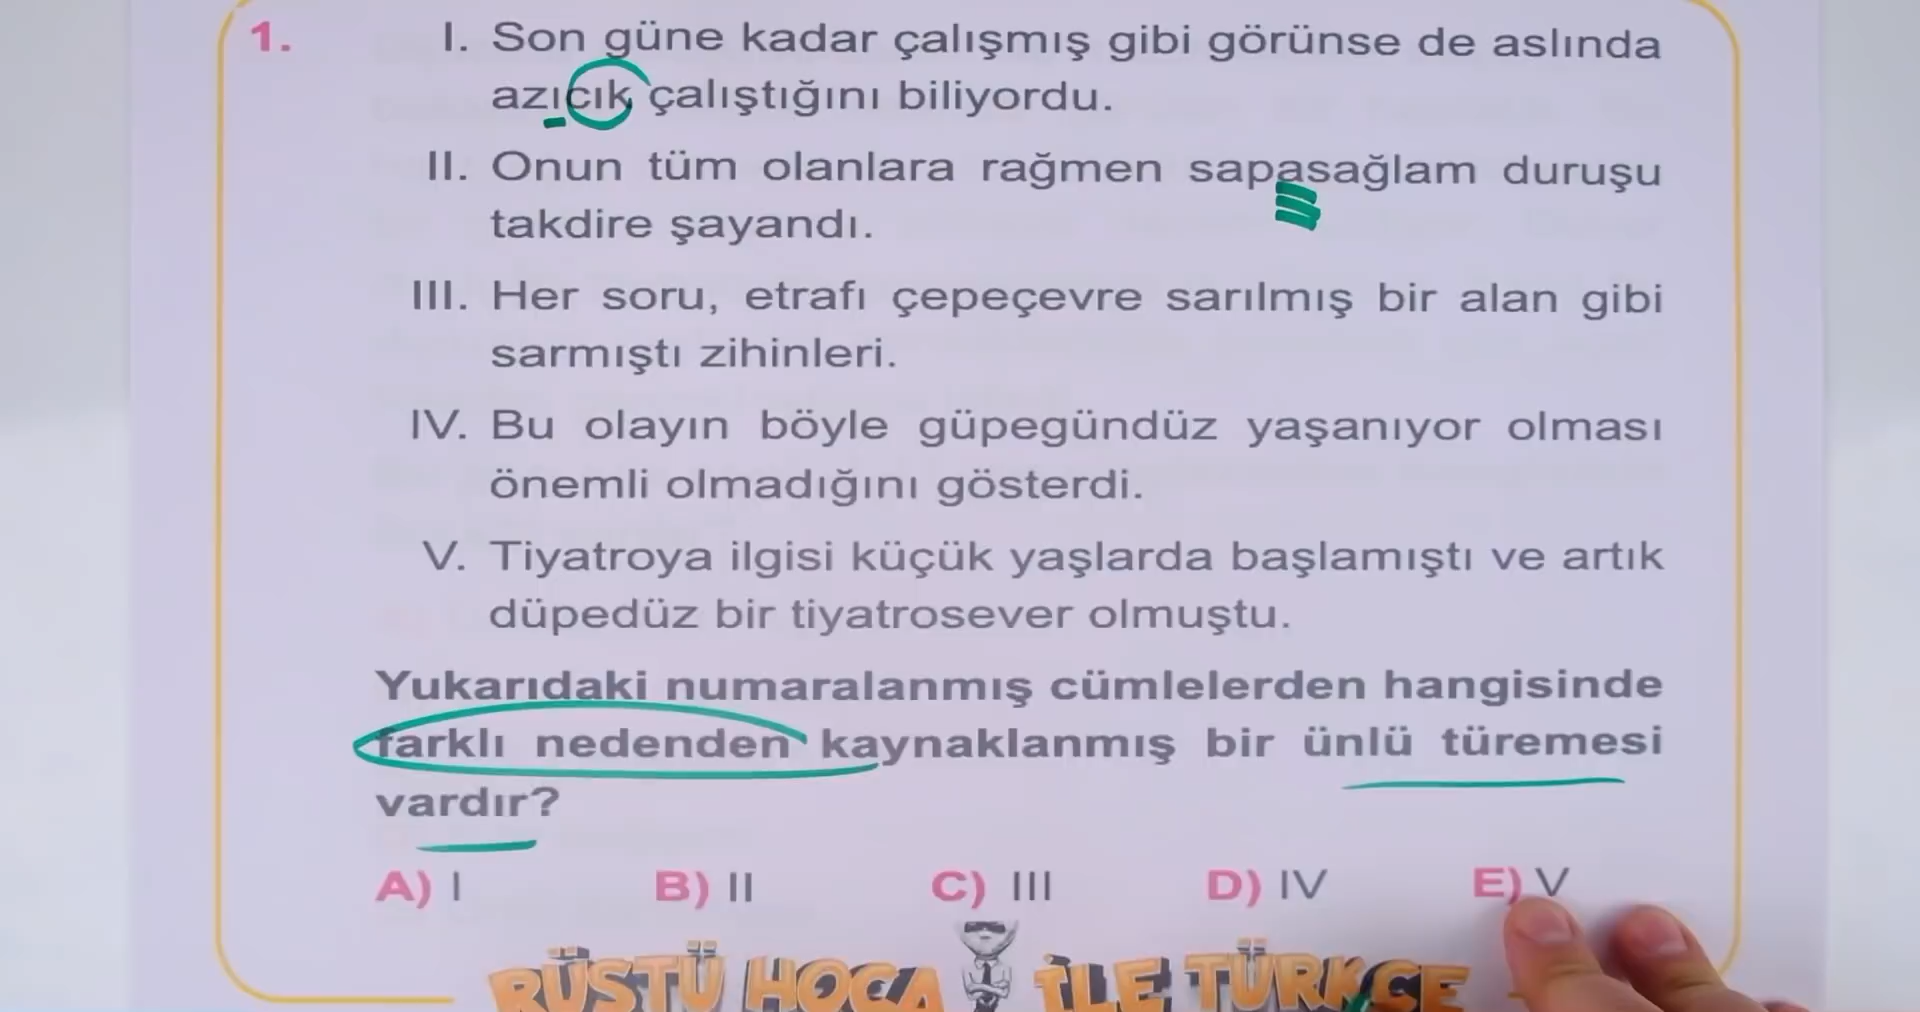 1. I. Son güne kadar çalışmış gibi görünse de aslında
azıcık çalıştığını biliyordu.
II. Onun tüm olanlara rağmen sapasağlam duruşu
takdire şayandı.
III. Her soru, etrafı çepeçevre sarılmış bir alan gibi
sarmıştı zihinleri.
IV. Bu olayın böyle güpegündüz yaşanıyor olması
önemli olmadığını gösterdi.
V. Tiyatroya ilgisi küçük yaşlarda başlamıştı ve artık
düpedüz bir tiyatrosever olmuştu.
Yukarıdaki numaralanmış cümlelerden hangisinde
farklı nedenden kaynaklanmış bir ünlü türemesi
vardır?
A) I B) II C) III D) IV E) V
RÜŞTÜ HOCA İLE TÜRKÇE